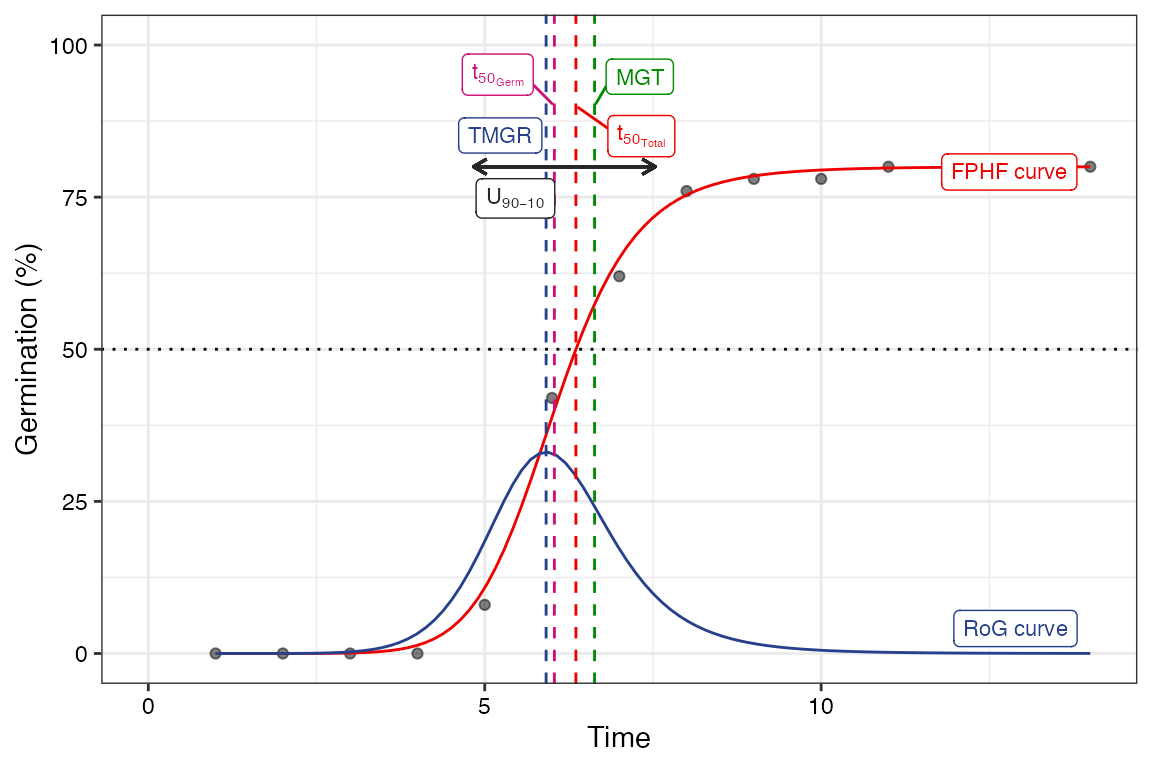 100
75
50
25
0
Germination (%)
t50Germ
MGT
TMGR
t50Total
U90−10
FPHF curve
RoG curve
0
5
10
Time